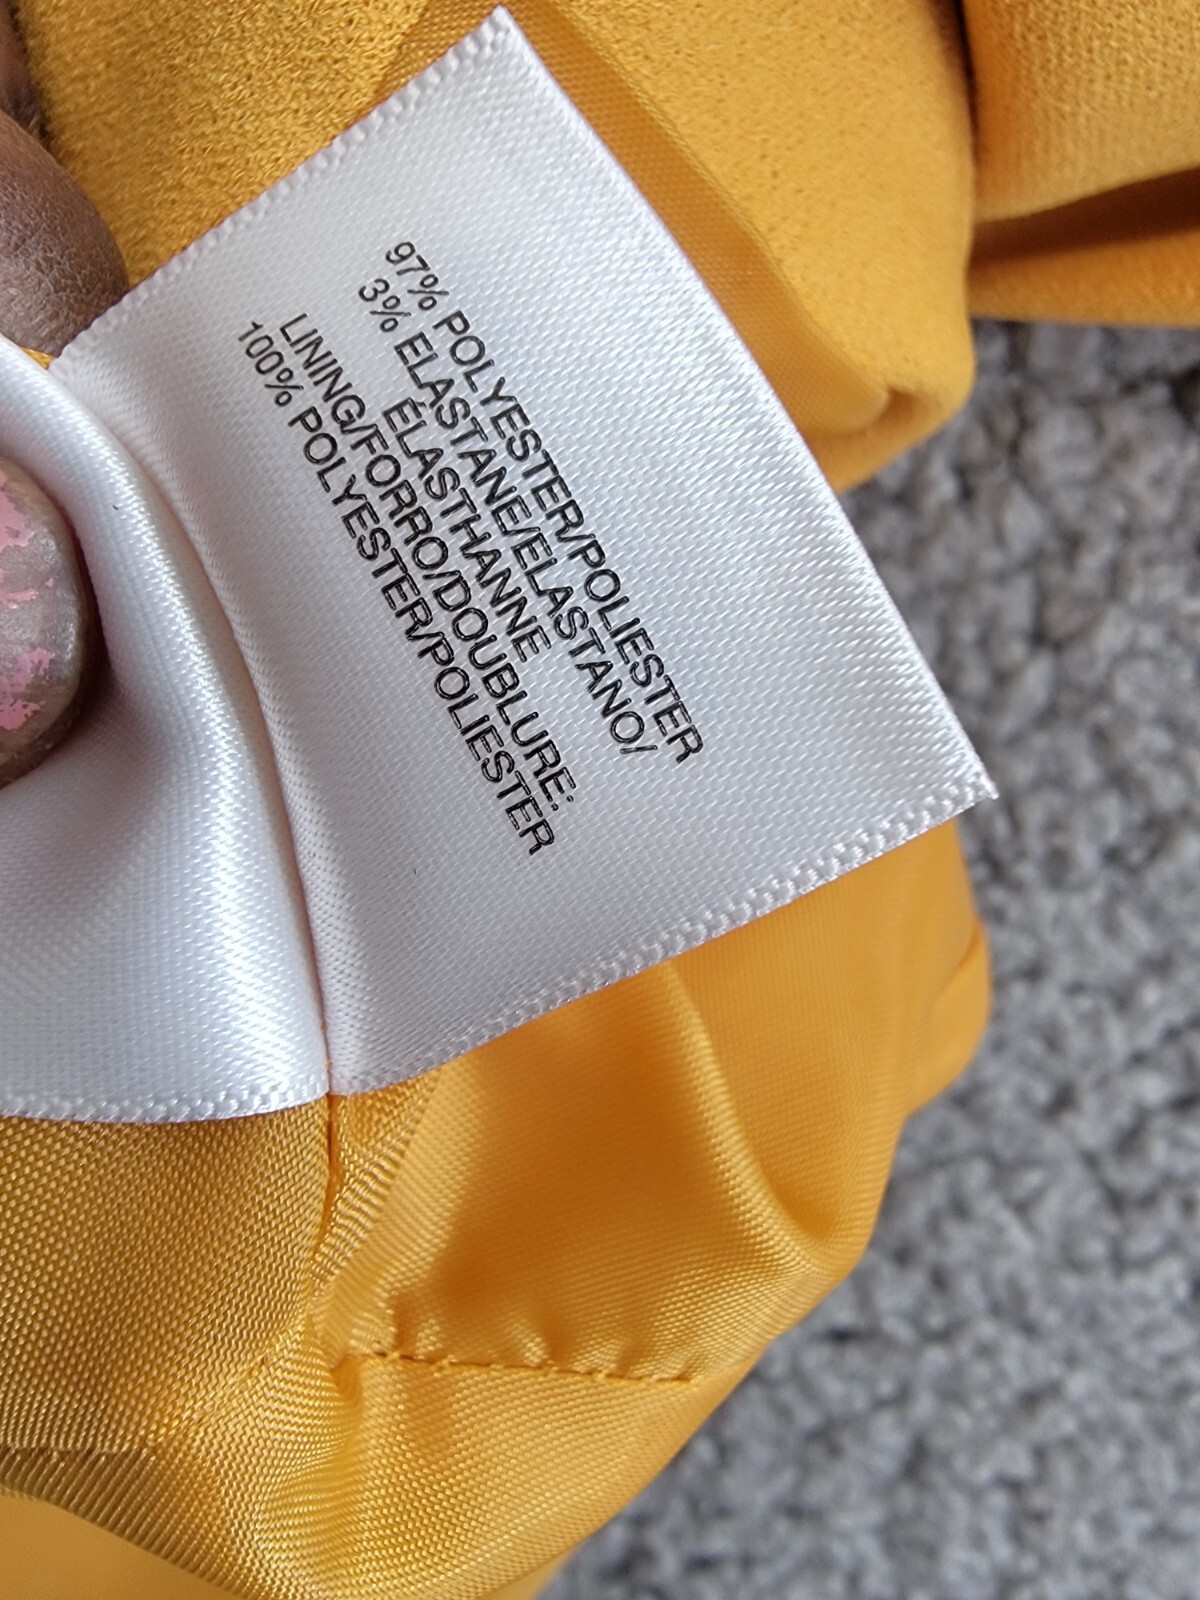 97% POLYESTER/POLIESTER
3% ELASTANE/ELASTANO/
ÉLASTHANNE
LINING/FORRO/DOUBLURE:
100% POLYESTER/POLIESTER